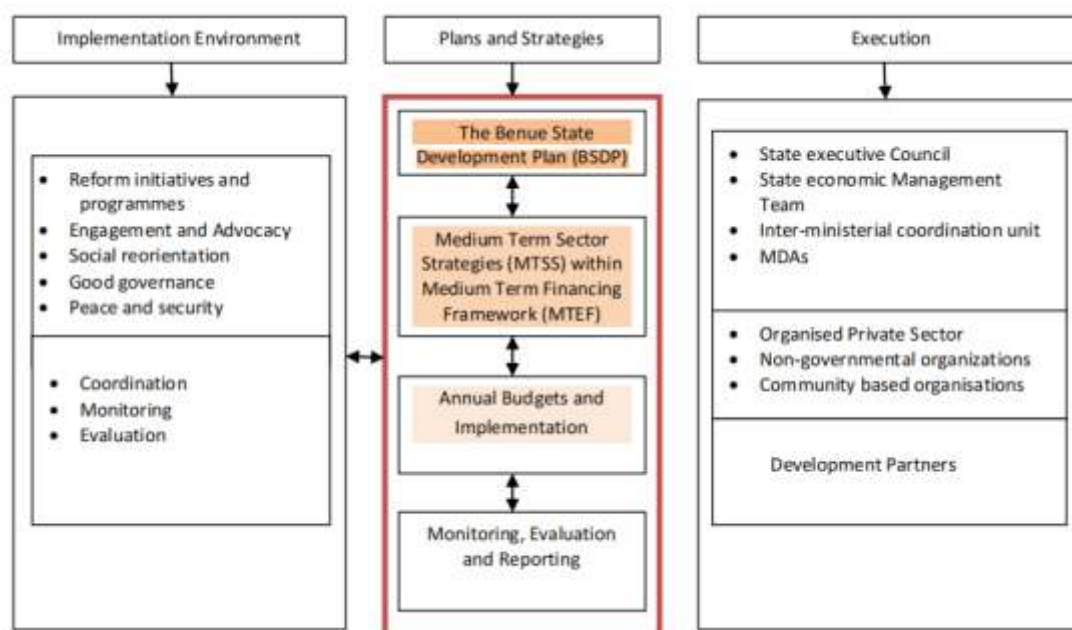 Implementation Environment
Plans and Strategies
Execution
• Reform initiatives and
programmes
• Engagement and Advocacy
• Social reorientation
• Good governance
• Peace and security
• Coordination
• Monitoring
• Evaluation
The Benue State
Development Plan (BSDP)
Medium Term Sector
Strategies (MTSS) within
Medium Term Financing
Framework (MTEF)
Annual Budgets and
Implementation
Monitoring, Evaluation
and Reporting
• State executive Council
• State economic Management
Team
• Inter-ministerial coordination unit
• MDAs
• Organised Private Sector
• Non-governmental organizations
• Community based organisations
Development Partners